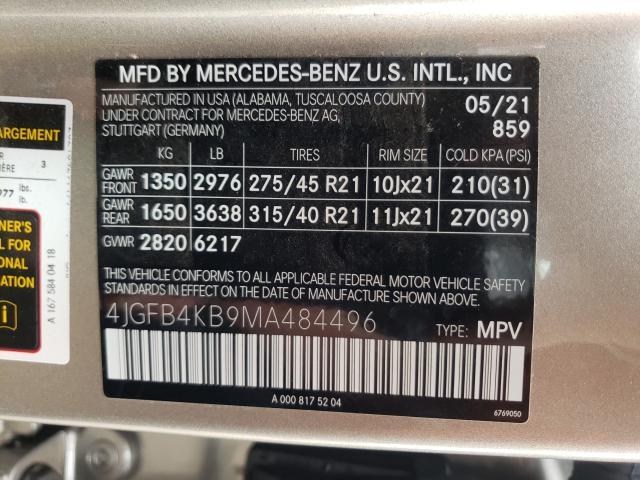 MFD BY MERCEDES-BENZ U.S. INTL., INC
MANUFACTURED IN USA (ALABAMA, TUSCALOOSA COUNTY) 05/21
UNDER CONTRACT FOR MERCEDES-BENZ AG, 859
STUTTGART (GERMANY)
KG LB TIRES RIM SIZE COLD KPA (PSI)
GAWR FRONT 1350 2976 275/45 R21 10Jx21 210(31)
GAWR REAR 1650 3638 315/40 R21 11Jx21 270(39)
GVWR 2820 6217
THIS VEHICLE CONFORMS TO ALL APPLICABLE FEDERAL MOTOR VEHICLE SAFETY
STANDARDS IN EFFECT ON THE DATE OF MANUFACTURE SHOWN ABOVE.
4JGFB4KB9MA484496 TYPE: MPV
A 000 817 52 04
6769050
ARGEMENT
3
977 lbs.
lb.
NER'S
FOR
ONAL
ATION
i
A 167 584 04 18